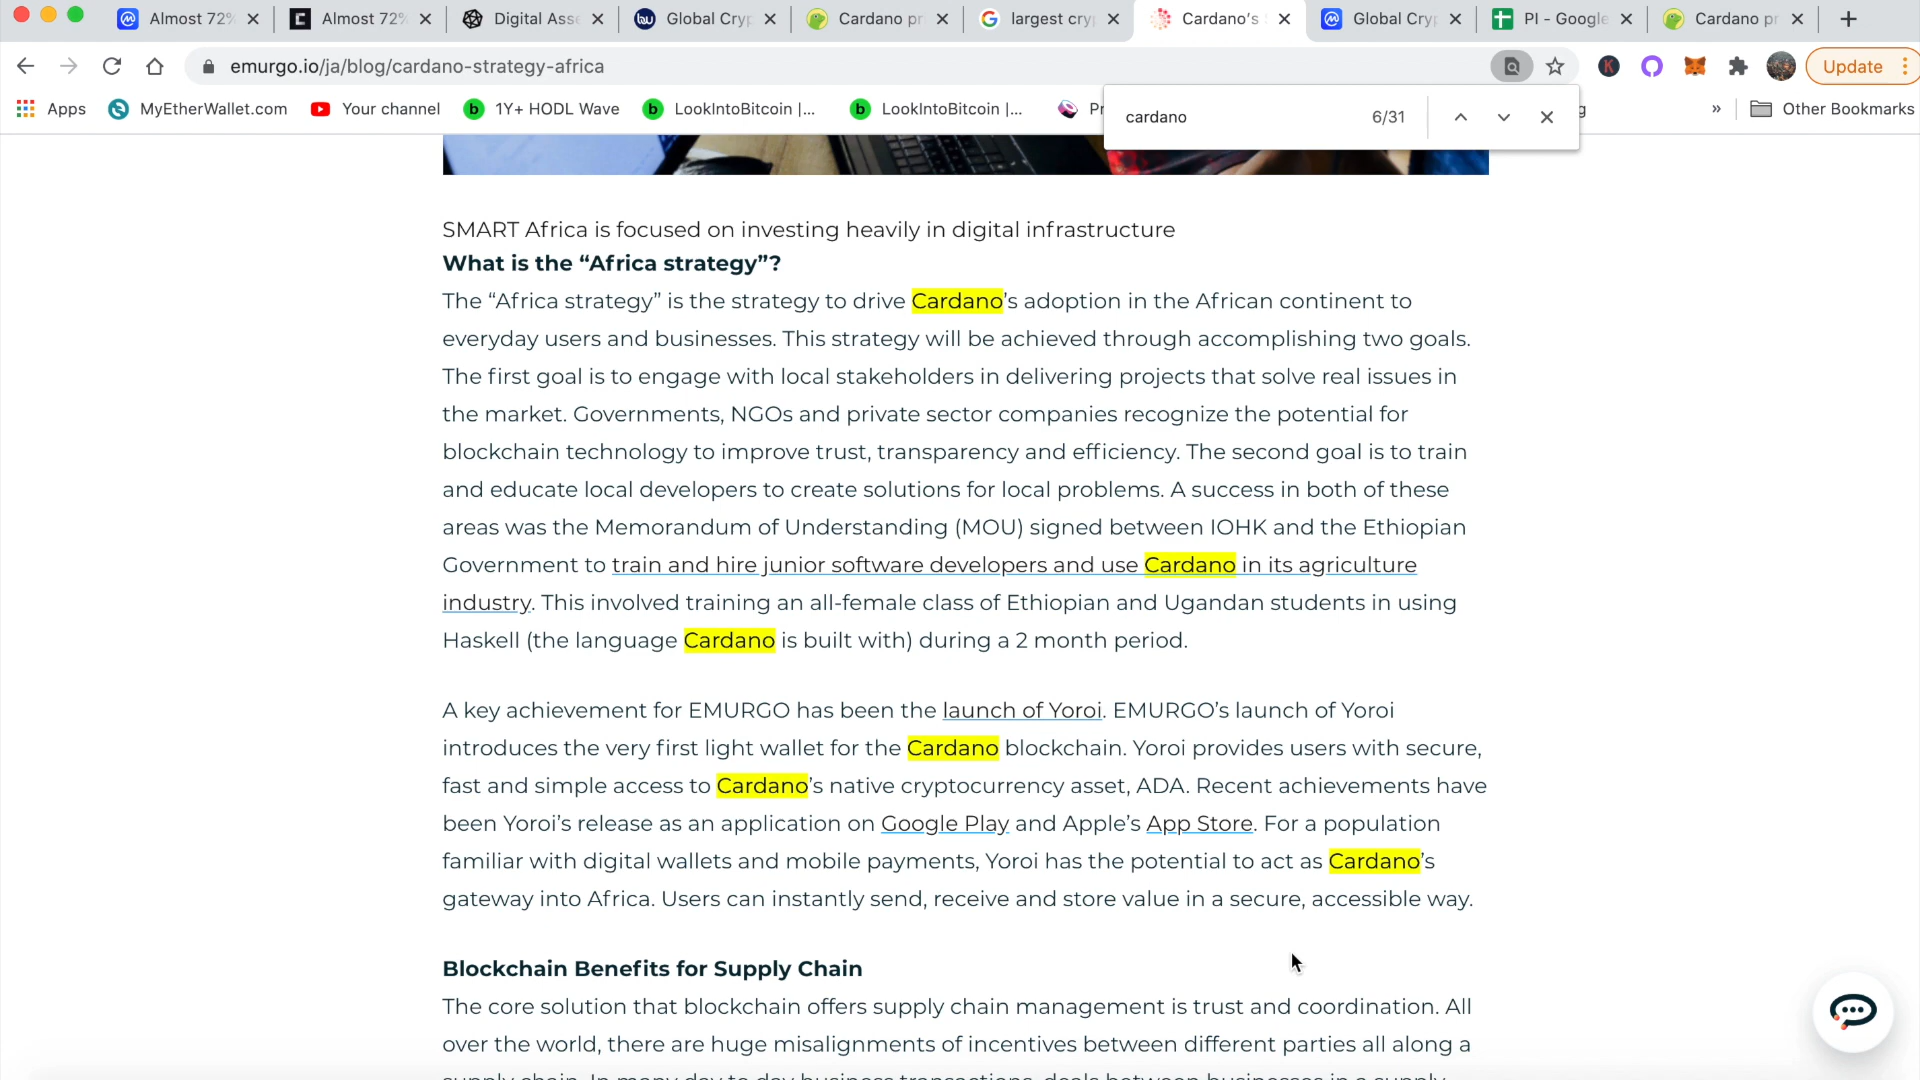 Almost 72%
Almost 72%
Digital Asse
Global Cryp
Cardano pr
largest cryp
Cardano's
Global Cryp
PI - Google
Cardano pr
emurgo.io/ja/blog/cardano-strategy-africa
Update
Apps
MyEtherWallet.com
Your channel
1Y+ HODL Wave
LookIntoBitcoin |...
LookIntoBitcoin |...
»
Other Bookmarks
cardano
6/31
SMART Africa is focused on investing heavily in digital infrastructure
What is the “Africa strategy”?
The “Africa strategy” is the strategy to drive Cardano’s adoption in the African continent to
everyday users and businesses. This strategy will be achieved through accomplishing two goals.
The first goal is to engage with local stakeholders in delivering projects that solve real issues in
the market. Governments, NGOs and private sector companies recognize the potential for
blockchain technology to improve trust, transparency and efficiency. The second goal is to train
and educate local developers to create solutions for local problems. A success in both of these
areas was the Memorandum of Understanding (MOU) signed between IOHK and the Ethiopian
Government to train and hire junior software developers and use Cardano in its agriculture
industry. This involved training an all-female class of Ethiopian and Ugandan students in using
Haskell (the language Cardano is built with) during a 2 month period.
A key achievement for EMURGO has been the launch of Yoroi. EMURGO’s launch of Yoroi
introduces the very first light wallet for the Cardano blockchain. Yoroi provides users with secure,
fast and simple access to Cardano’s native cryptocurrency asset, ADA. Recent achievements have
been Yoroi’s release as an application on Google Play and Apple’s App Store. For a population
familiar with digital wallets and mobile payments, Yoroi has the potential to act as Cardano’s
gateway into Africa. Users can instantly send, receive and store value in a secure, accessible way.
Blockchain Benefits for Supply Chain
The core solution that blockchain offers supply chain management is trust and coordination. All
over the world, there are huge misalignments of incentives between different parties all along a
supply chain. In many day to day business transactions, deals between businesses in a supply